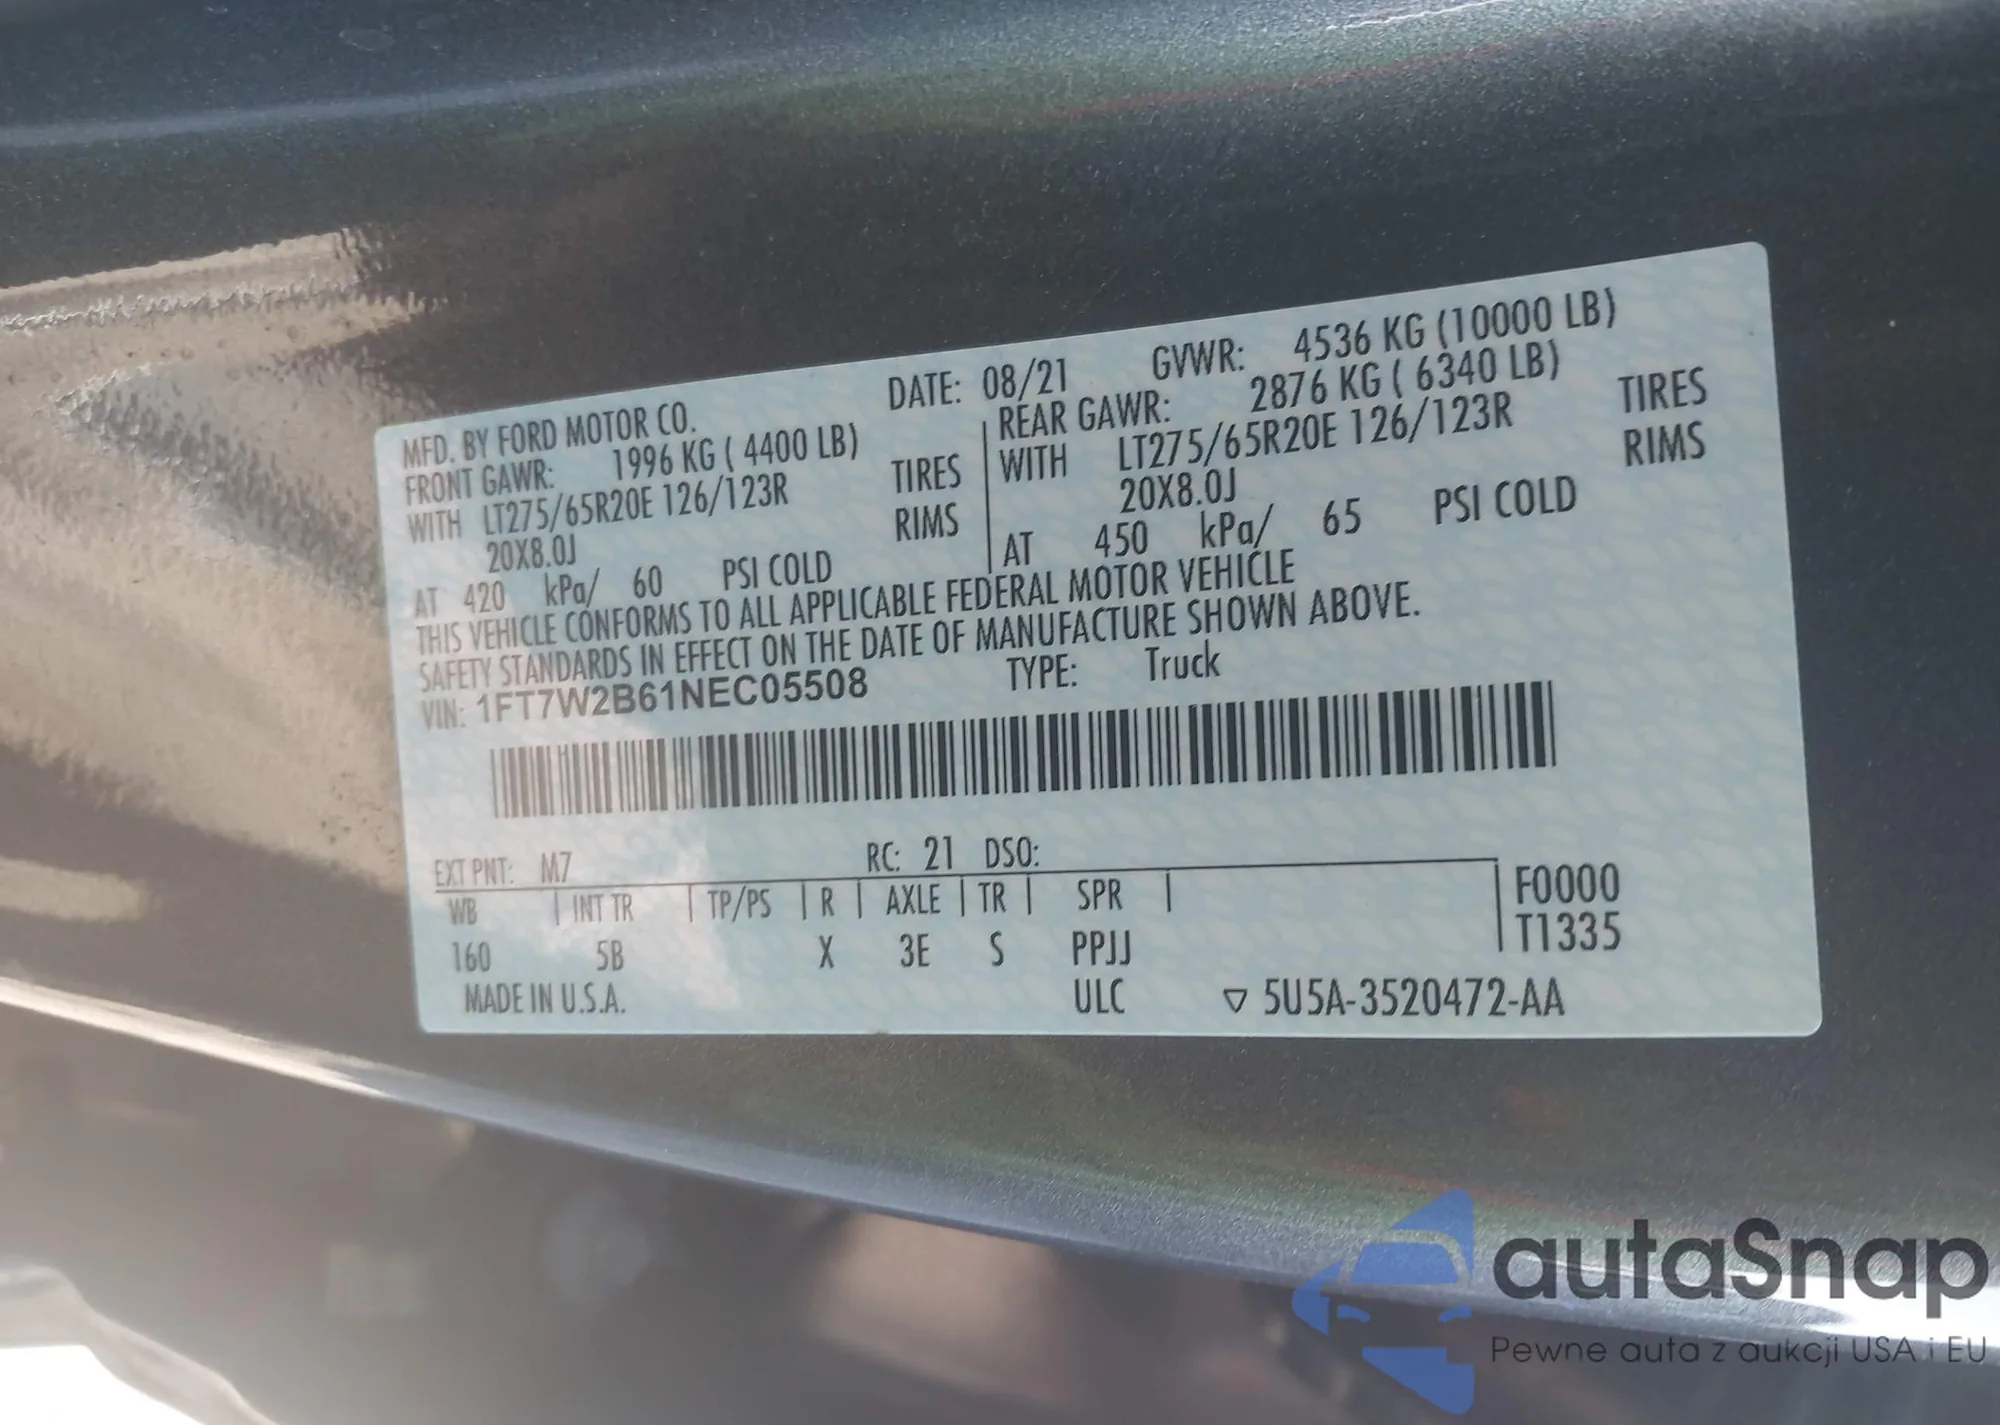 MFD. BY FORD MOTOR CO. DATE: 08/21 GVWR: 4536 KG (10000 LB)
FRONT GAWR: 1996 KG ( 4400 LB) REAR GAWR: 2876 KG ( 6340 LB)
WITH LT275/65R20E 126/123R TIRES WITH LT275/65R20E 126/123R TIRES
20X8.0J RIMS 20X8.0J RIMS
AT 420 kPa/ 60 PSI COLD AT 450 kPa/ 65 PSI COLD
THIS VEHICLE CONFORMS TO ALL APPLICABLE FEDERAL MOTOR VEHICLE
SAFETY STANDARDS IN EFFECT ON THE DATE OF MANUFACTURE SHOWN ABOVE.
VIN: 1FT7W2B61NEC05508 TYPE: Truck
EXT PNT: M7 RC: 21 DSO:
WB INT TR TP/PS R AXLE TR SPR F0000
160 5B X 3E S PPJJ T1335
MADE IN U.S.A. ULC ▽ 5U5A-3520472-AA
autaSnap
Pewne auta z aukcji USA i EU